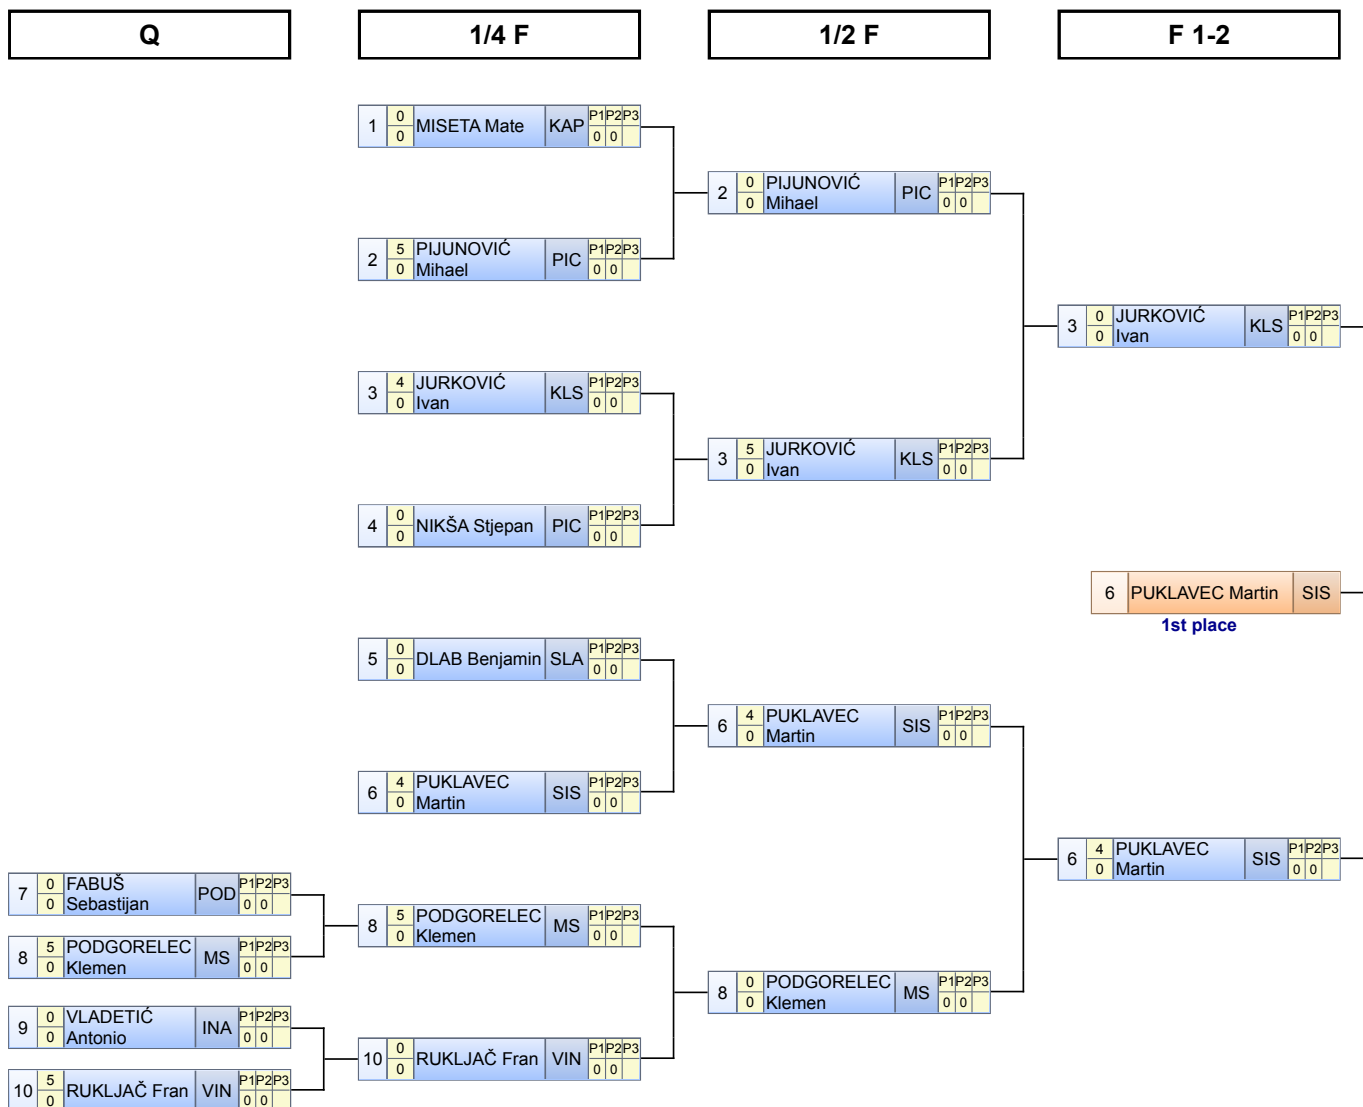 Q
1/4 F
1/2 F
F 1-2
1 0 MISETA Mate KAP P1 P2 P3
0 0 0
2 0 PIJUNOVIĆ PIC P1 P2 P3
0 Mihael 0 0
2 5 PIJUNOVIĆ PIC P1 P2 P3
0 Mihael 0 0
3 0 JURKOVIĆ KLS P1 P2 P3
0 Ivan 0 0
3 4 JURKOVIĆ KLS P1 P2 P3
0 Ivan 0 0
3 5 JURKOVIĆ KLS P1 P2 P3
0 Ivan 0 0
4 0 NIKŠA Stjepan PIC P1 P2 P3
0 0 0
6 PUKLAVEC Martin SIS
1st place
5 0 DLAB Benjamin SLA P1 P2 P3
0 0 0
6 4 PUKLAVEC SIS P1 P2 P3
0 Martin 0 0
6 4 PUKLAVEC SIS P1 P2 P3
0 Martin 0 0
6 4 PUKLAVEC SIS P1 P2 P3
0 Martin 0 0
7 0 FABUŠ POD P1 P2 P3
0 Sebastijan 0 0
8 5 PODGORELEC MS P1 P2 P3
0 Klemen 0 0
8 5 PODGORELEC MS P1 P2 P3
0 Klemen 0 0
8 0 PODGORELEC MS P1 P2 P3
0 Klemen 0 0
9 0 VLADETIĆ INA P1 P2 P3
0 Antonio 0 0
10 0 RUKLJAČ Fran VIN P1 P2 P3
0 0 0
10 5 RUKLJAČ Fran VIN P1 P2 P3
0 0 0